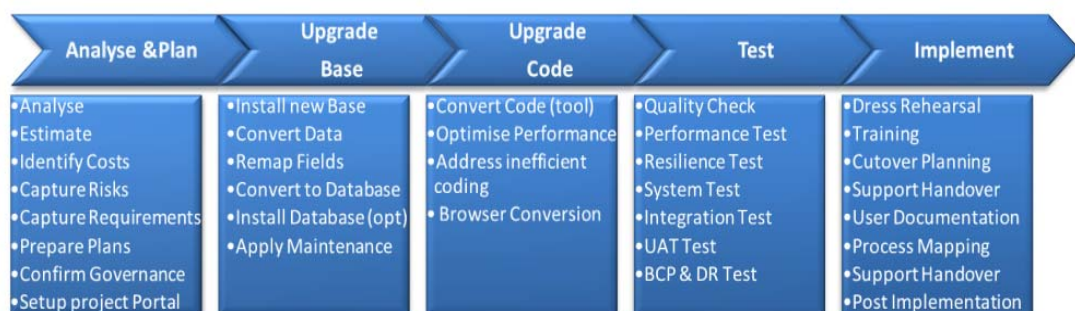 Analyse &Plan
Upgrade
Base
Upgrade
Code
Test
Implement
•Analyse
•Estimate
•Identify Costs
•Capture Risks
•Capture Requirements
•Prepare Plans
•Confirm Governance
•Setup project Portal
•Install new Base
•Convert Data
•Remap Fields
•Convert to Database
•Install Database (opt)
•Apply Maintenance
•Convert Code (tool)
•Optimise Performance
•Address inefficient
coding
• Browser Conversion
•Quality Check
•Performance Test
•Resilience Test
•System Test
•Integration Test
•UAT Test
•BCP & DR Test
•Dress Rehearsal
•Training
•Cutover Planning
•Support Handover
•User Documentation
•Process Mapping
•Support Handover
•Post Implementation